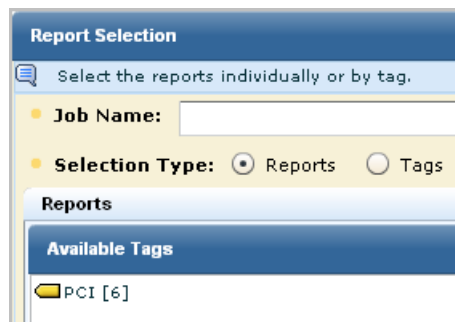 Report Selection
Select the reports individually or by tag.
Job Name:
Selection Type: Reports Tags
Reports
Available Tags
PCI [6]